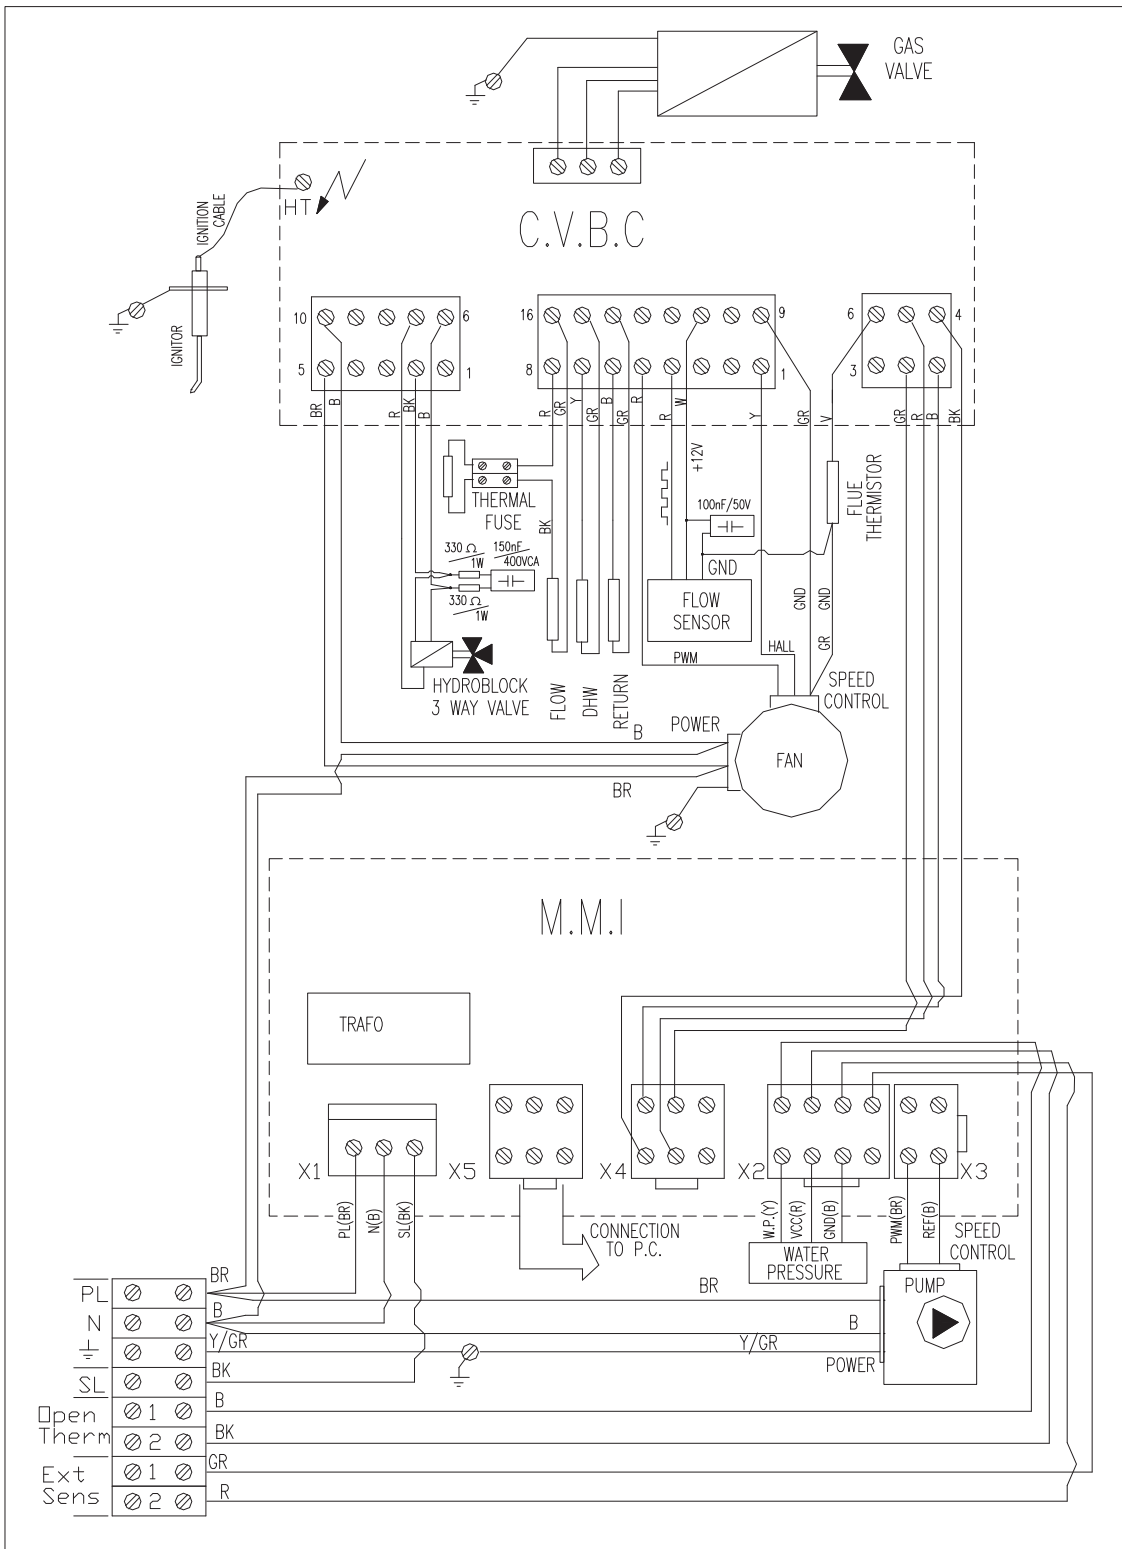 GAS
VALVE
IGNITION
CABLE
HT
C.V.B.C
IGNITOR
10
6
5
1
16
9
8
1
6
4
3
BR
B
R
BK
B
R
GR
Y
GR
B
GR
R
R
W
Y
GR
V
GR
R
B
BK
+12V
THERMAL
FUSE
BK
100nF/50V
FLUE
THERMISTOR
330 Ω
1W
150nF
400VCA
330 Ω
1W
GND
FLOW
SENSOR
GND
GND
GR
PWM
HALL
HYDROBLOCK
3 WAY VALVE
FLOW
DHW
RETURN
SPEED
CONTROL
POWER
B
FAN
BR
M.M.I
TRAFO
X1
X5
X4
X2
X3
PL(BR)
N(B)
SL(BK)
CONNECTION
TO P.C.
W.P.(Y)
VCC(R)
GND(B)
PWM(BR)
REF(B)
SPEED
CONTROL
WATER
PRESSURE
PUMP
POWER
PL
BR
BR
N
B
B
Y/GR
Y/GR
SL
BK
Open
Therm
1
B
2
BK
Ext
Sens
1
GR
2
R